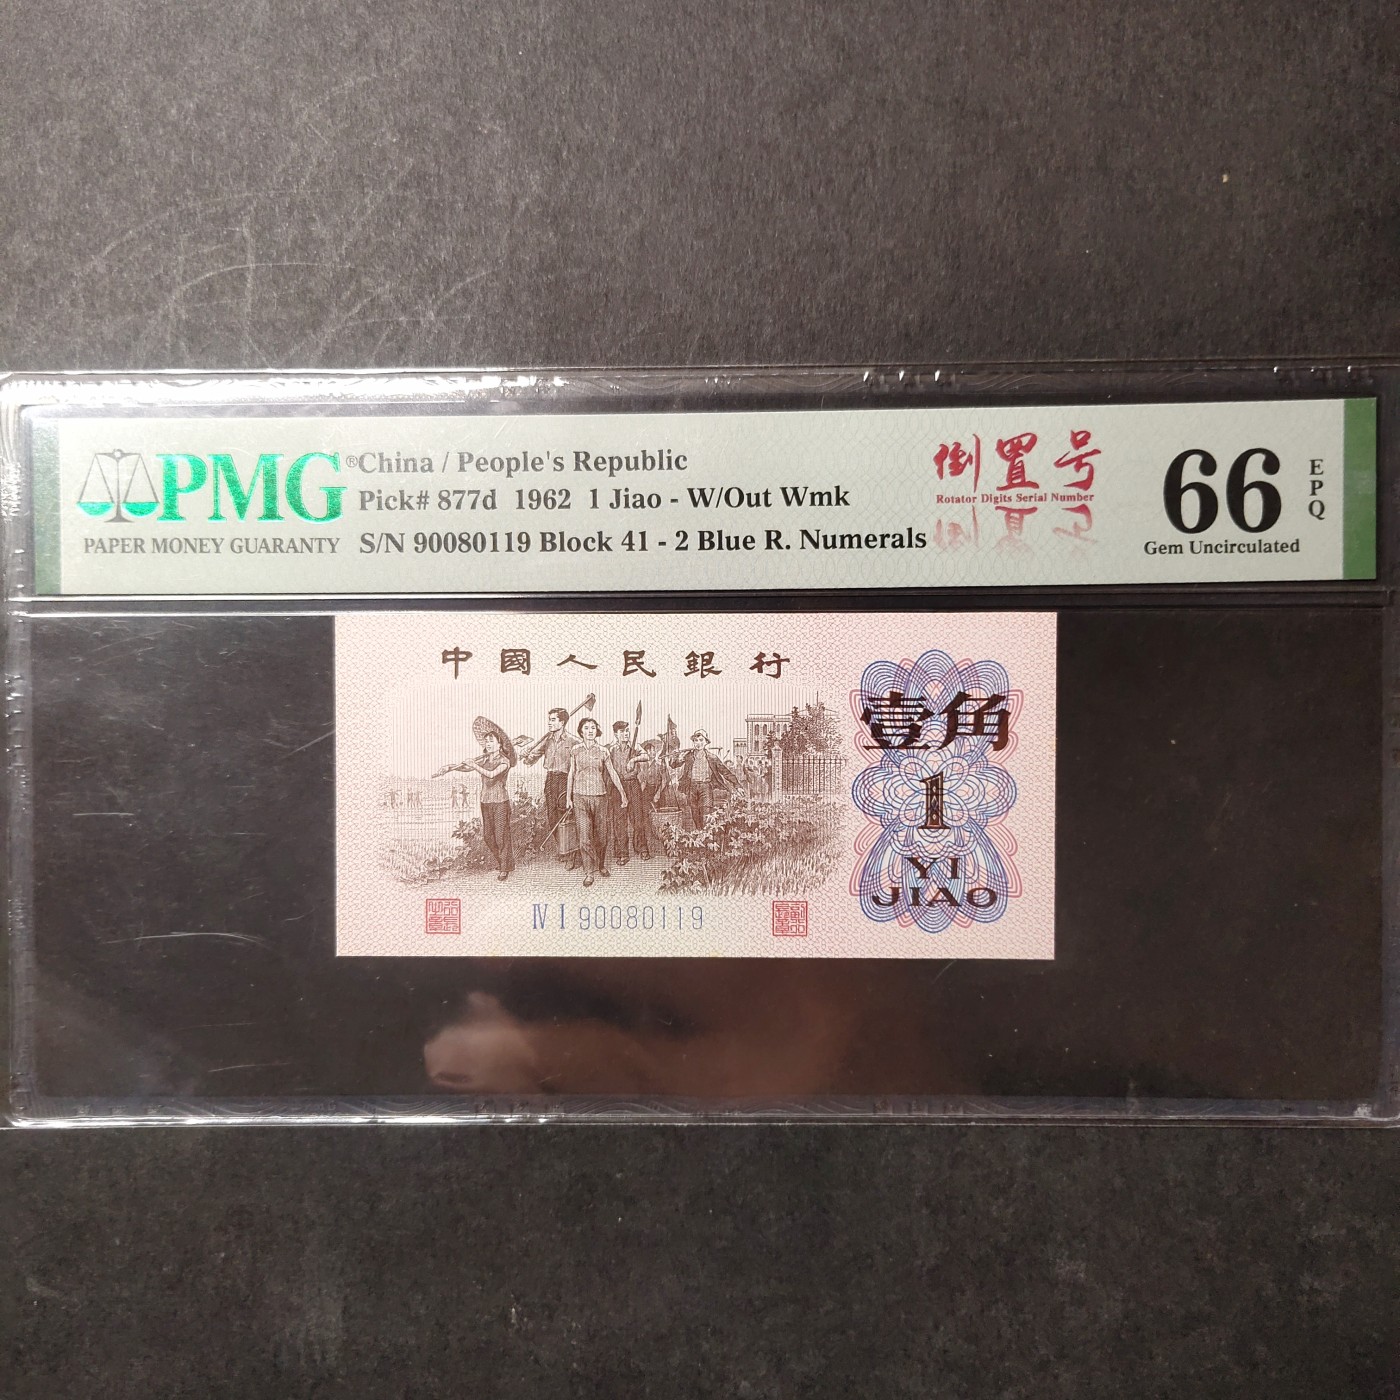 PMG®
PAPER MONEY GUARANTY
China / People's Republic
Pick# 877d 1962 1 Jiao - W/Out Wmk
S/N 90080119 Block 41 - 2 Blue R. Numerals
倒置号
Rotator Digits Serial Number
66
EPQ
Gem Uncirculated
中國人民銀行
壹角
1
YI
JIAO
Ⅳ Ⅰ 90080119